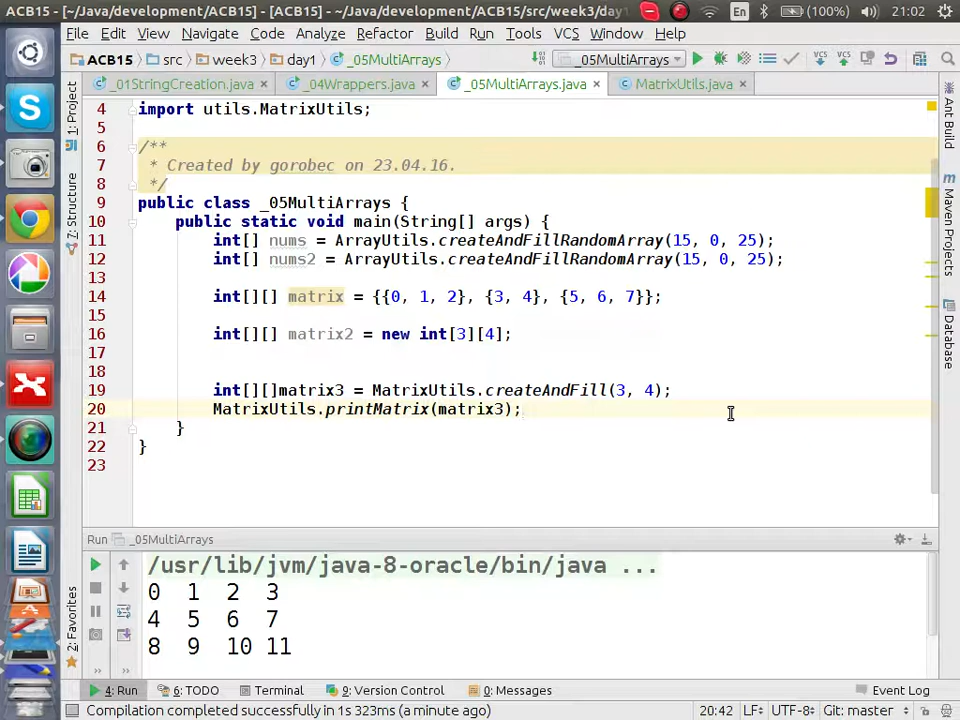 ACB15 - [~/Java/development/ACB15] - [ACB15] - ~/ACB15/src/week3/day1
En
(100%)
21:02
File Edit View Navigate Code Analyze Refactor Build Run Tools VCS Window Help
ACB15 src week3 day1 _05MultiArrays
_05MultiArrays
VCS VCS
_01StringCreation.java × _04Wrappers.java × _05MultiArrays.java × MatrixUtils.java ×
1: Project
7: Structure
2: Favorites
Ant Build
Maven Projects
Database
4 import utils.MatrixUtils;
5
6 /**
7 * Created by gorobec on 23.04.16.
8 */
9 public class _05MultiArrays {
10 public static void main(String[] args) {
11 int[] nums = ArrayUtils.createAndFillRandomArray(15, 0, 25);
12 int[] nums2 = ArrayUtils.createAndFillRandomArray(15, 0, 25);
13
14 int[][] matrix = {{0, 1, 2}, {3, 4}, {5, 6, 7}};
15
16 int[][] matrix2 = new int[3][4];
17
18
19 int[][]matrix3 = MatrixUtils.createAndFill(3, 4);
20 MatrixUtils.printMatrix(matrix3);
21 }
22 }
23
Run _05MultiArrays
/usr/lib/jvm/java-8-oracle/bin/java ...
0 1 2 3
4 5 6 7
8 9 10 11
4: Run 6: TODO Terminal 9: Version Control 0: Messages Event Log
Compilation completed successfully in 1s 323ms (a minute ago) 20:42 LF÷ UTF-8÷ Git: master÷